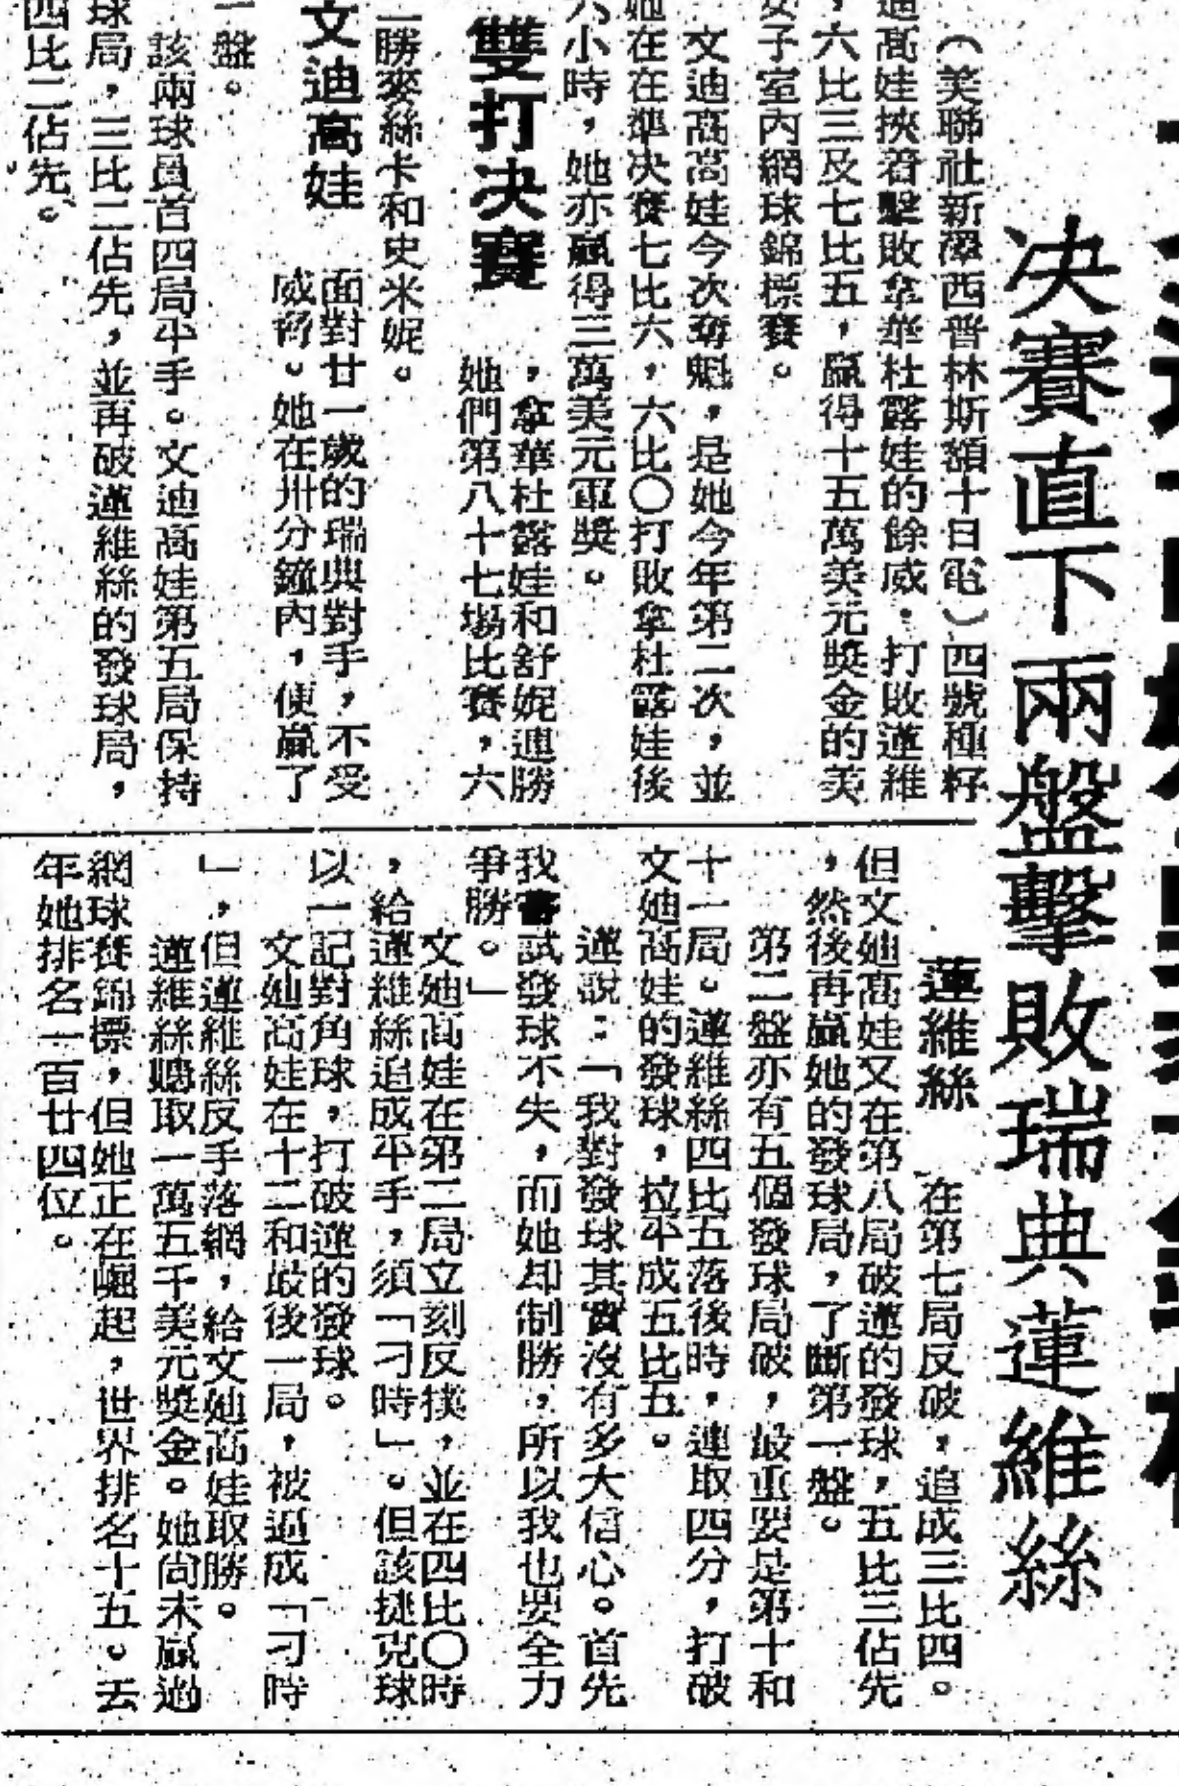 決賽直下兩盤擊敗瑞典蓮維絲
（美聯社新澤西普林斯頓十日電）四號種籽
迪高娃挾着擊敗拿華杜露娃的餘威，打敗蓮維
，六比三及七比五，贏得十五萬美元獎金的美
女子室內網球錦標賽。
文迪高高娃今次奪魁，是她今年第二次，並
她在在準决賽七比六，六比〇打敗拿杜露娃後
六小時，她亦贏得三萬美元軍獎。
雙打决賽
，拿華杜露娃和舒妮連勝
她們第八十七場比賽，六
二勝麥絲卡和史米妮。
文迪高娃
面對廿一歲的瑞典對手，不受
威脅。她在卅分鐘內，便贏了
一盤。
該兩球員首四局平手。文迪高娃第五局保持
球局，三比二佔先，並再破蓮維絲的發球局，
四比二佔先。
蓮維絲
在第七局反破，追成三比四。
但文迪高娃又在第八局破蓮的發球，五比三佔先
，然後再贏她的發球局，了斷第一盤。
第二盤亦有五個發球局破，最重要是第十和
十一局。蓮維絲四比五落後時，連取四分，打破
文迪高娃的發球，拉平成五比五。
蓮說：「我對發球其實沒有多大信心。首先
我嘗試發球不失，而她却制勝，所以我也要全力
爭勝。」
文迪高娃在第二局立刻反撲，並在四比〇時
，給蓮維絲追成平手，須「刁時」。但該捷克球
以一記對角球，打破蓮的發球。
文迪高娃在十二和最後一局，被逼成「刁時
」，但蓮維絲反手落網，給文迪高娃取勝。
蓮維絲賺取一萬五千美元獎金。她尚未贏過
網球賽錦標，但她正在崛起，世界排名十五。去
年她排名一百廿四位。